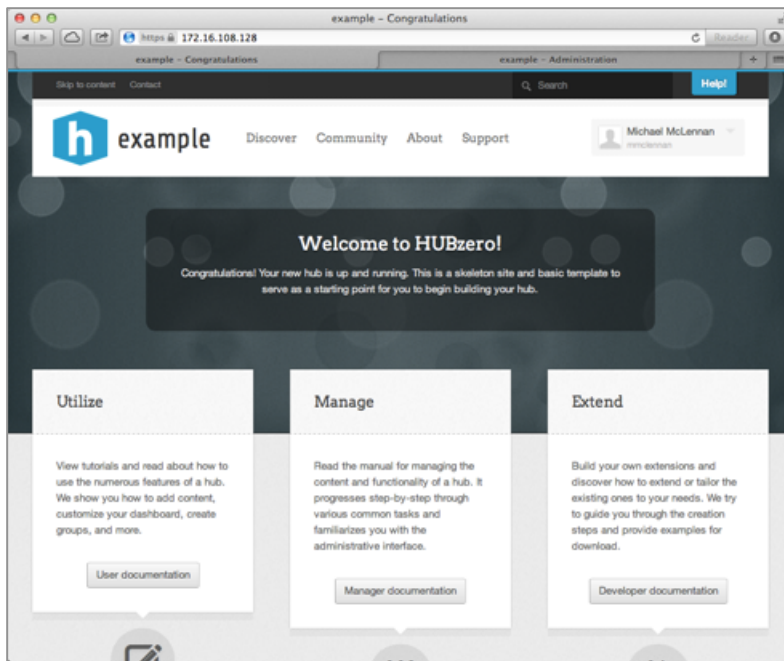 example – Congratulations
https 172.16.108.128
Reader
example – Congratulations
example – Administration
Skip to content Contact
Search
Help!
h example
Discover Community About Support
Michael McLennan
mmclennan
Welcome to HUBzero!
Congratulations! Your new hub is up and running. This is a skeleton site and basic template to
serve as a starting point for you to begin building your hub.
Utilize
View tutorials and read about how to
use the numerous features of a hub.
We show you how to add content,
customize your dashboard, create
groups, and more.
User documentation
Manage
Read the manual for managing the
content and functionality of a hub. It
progresses step-by-step through
various common tasks and
familiarizes you with the
administrative interface.
Manager documentation
Extend
Build your own extensions and
discover how to extend or tailor the
existing ones to your needs. We try
to guide you through the creation
steps and provide examples for
download.
Developer documentation